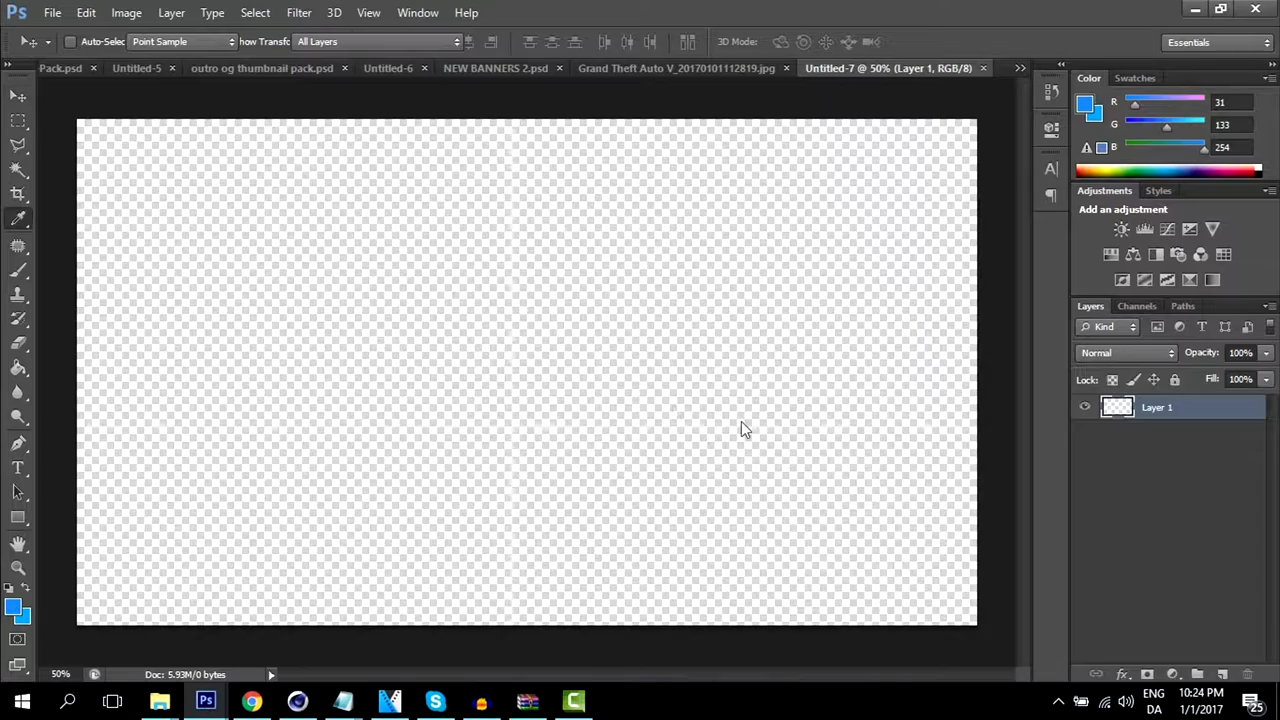 Ps File Edit Image Layer Type Select Filter 3D View Window Help
Auto-Selec Point Sample how Transfo All Layers 3D Mode: Essentials
Pack.psd × Untitled-5 × outro og thumbnail pack.psd × Untitled-6 × NEW BANNERS 2.psd × Grand Theft Auto V_20170101112819.jpg × Untitled-7 @ 50% (Layer 1, RGB/8) ×
Color Swatches
R 31
G 133
B 254
Adjustments Styles
Add an adjustment
Layers Channels Paths
Kind
Normal Opacity: 100%
Lock: Fill: 100%
Layer 1
50% Doc: 5.93M/0 bytes
Ps
ENG 10:24 PM
DA 1/1/2017 25